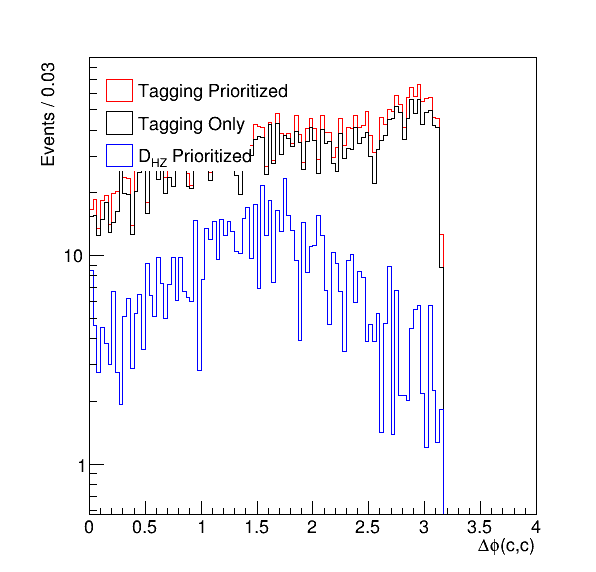 Events / 0.03
Tagging Prioritized
Tagging Only
D_HZ Prioritized
10
1
0 0.5 1 1.5 2 2.5 3 3.5 4
Δφ(c,c)